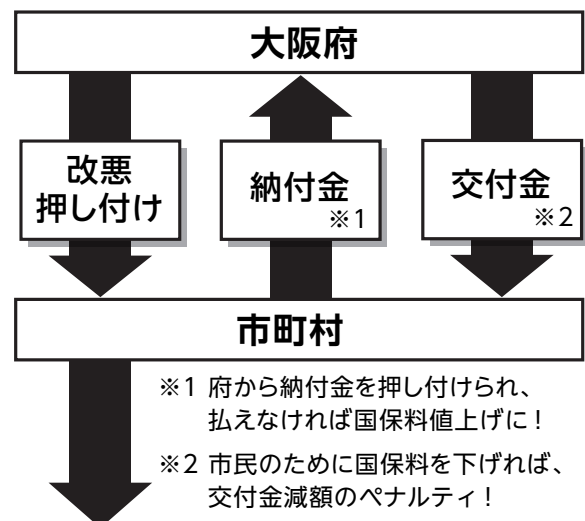 大阪府
改悪
押し付け
納付金
※1
交付金
※2
市町村
※1 府から納付金を押し付けられ、
払えなければ国保料値上げに！
※2 市民のために国保料を下げれば、
交付金減額のペナルティ！